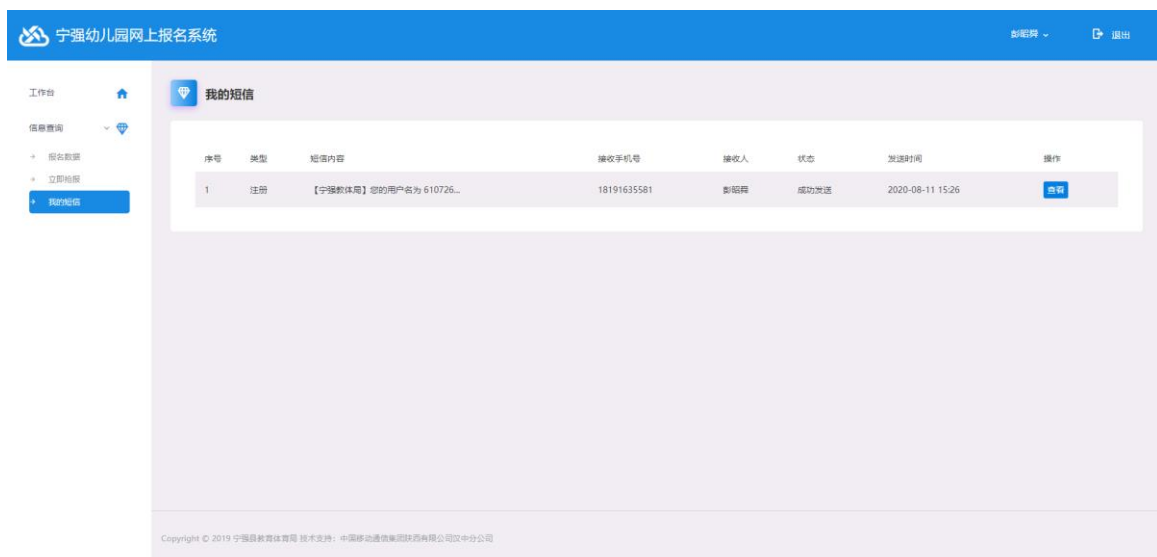 宁强幼儿园网上报名系统
彭昭舜
退出
工作台
信息查询
报名数据
我的短信
我的短信
序号 类型 短信内容 接收手机号 接收人 状态 发送时间 操作
1 注册 【宁强教体局】您的用户名为 610726... 18191635581 彭昭舜 成功发送 2020-08-11 15:26 查看
Copyright © 2019 宁强县教育体育局 技术支持：中国移动通信集团陕西有限公司汉中分公司